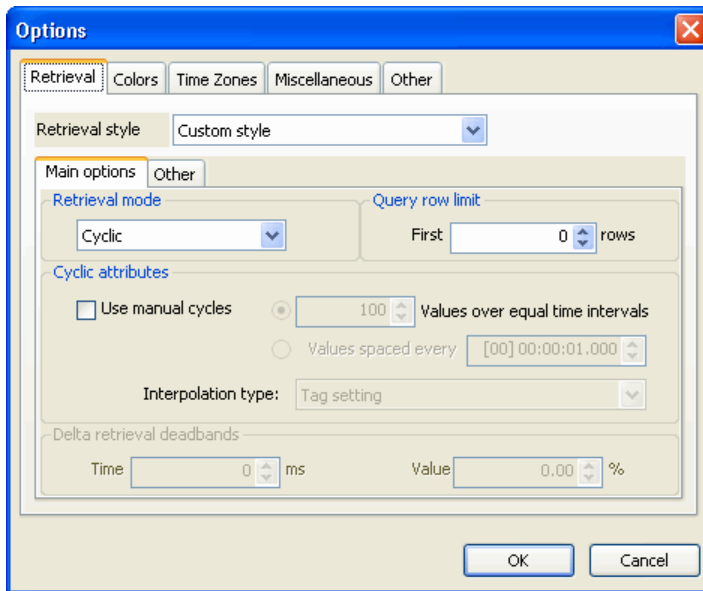 Options
Retrieval Colors Time Zones Miscellaneous Other
Retrieval style Custom style
Main options Other
Retrieval mode Query row limit
Cyclic First 0 rows
Cyclic attributes
Use manual cycles 100 Values over equal time intervals
Values spaced every [00] 00:00:01.000
Interpolation type: Tag setting
Delta retrieval deadbands
Time 0 ms Value 0.00 %
OK Cancel